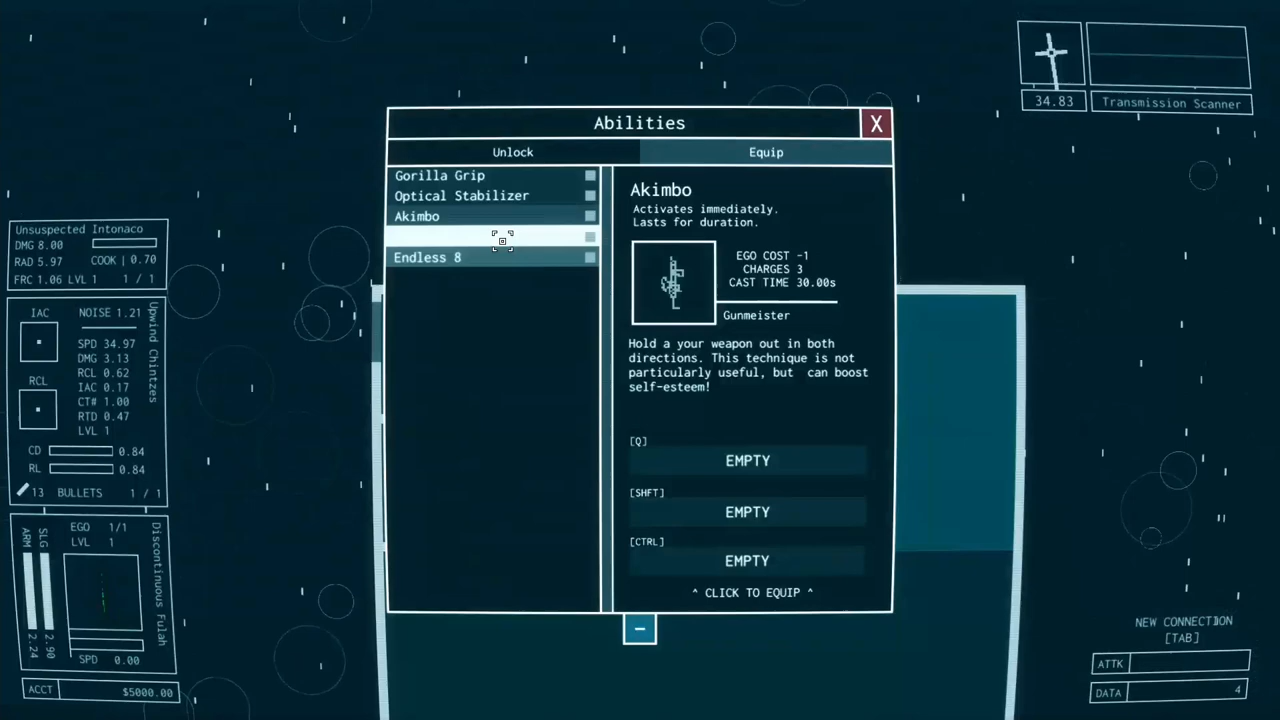 34.83
Transmission Scanner
Abilities
X
Unlock
Equip
Gorilla Grip
Optical Stabilizer
Akimbo
Endless 8
Akimbo
Activates immediately.
Lasts for duration.
EGO COST -1
CHARGES 3
CAST TIME 30.00s
Gunmeister
Hold a your weapon out in both
directions. This technique is not
particularly useful, but can boost
self-esteem!
[Q]
EMPTY
[SHFT]
EMPTY
[CTRL]
EMPTY
^ CLICK TO EQUIP ^
Unsuspected Intonaco
DMG 8.00
RAD 5.97 COOK | 0.70
FRC 1.06 LVL 1 1 / 1
IAC NOISE 1.21
SPD 34.97
DMG 3.13
RCL RCL 0.62
IAC 0.17
CT# 1.00
RTD 0.47
LVL 1
Upwind Chintzes
CD 0.84
RL 0.84
13 BULLETS 1 / 1
EGO 1/1
LVL 1
ARM SLG
2.24 2.90
Discontinuous Fulah
SPD 0.00
ACCT $5000.00
NEW CONNECTION
[TAB]
ATTK
DATA 4